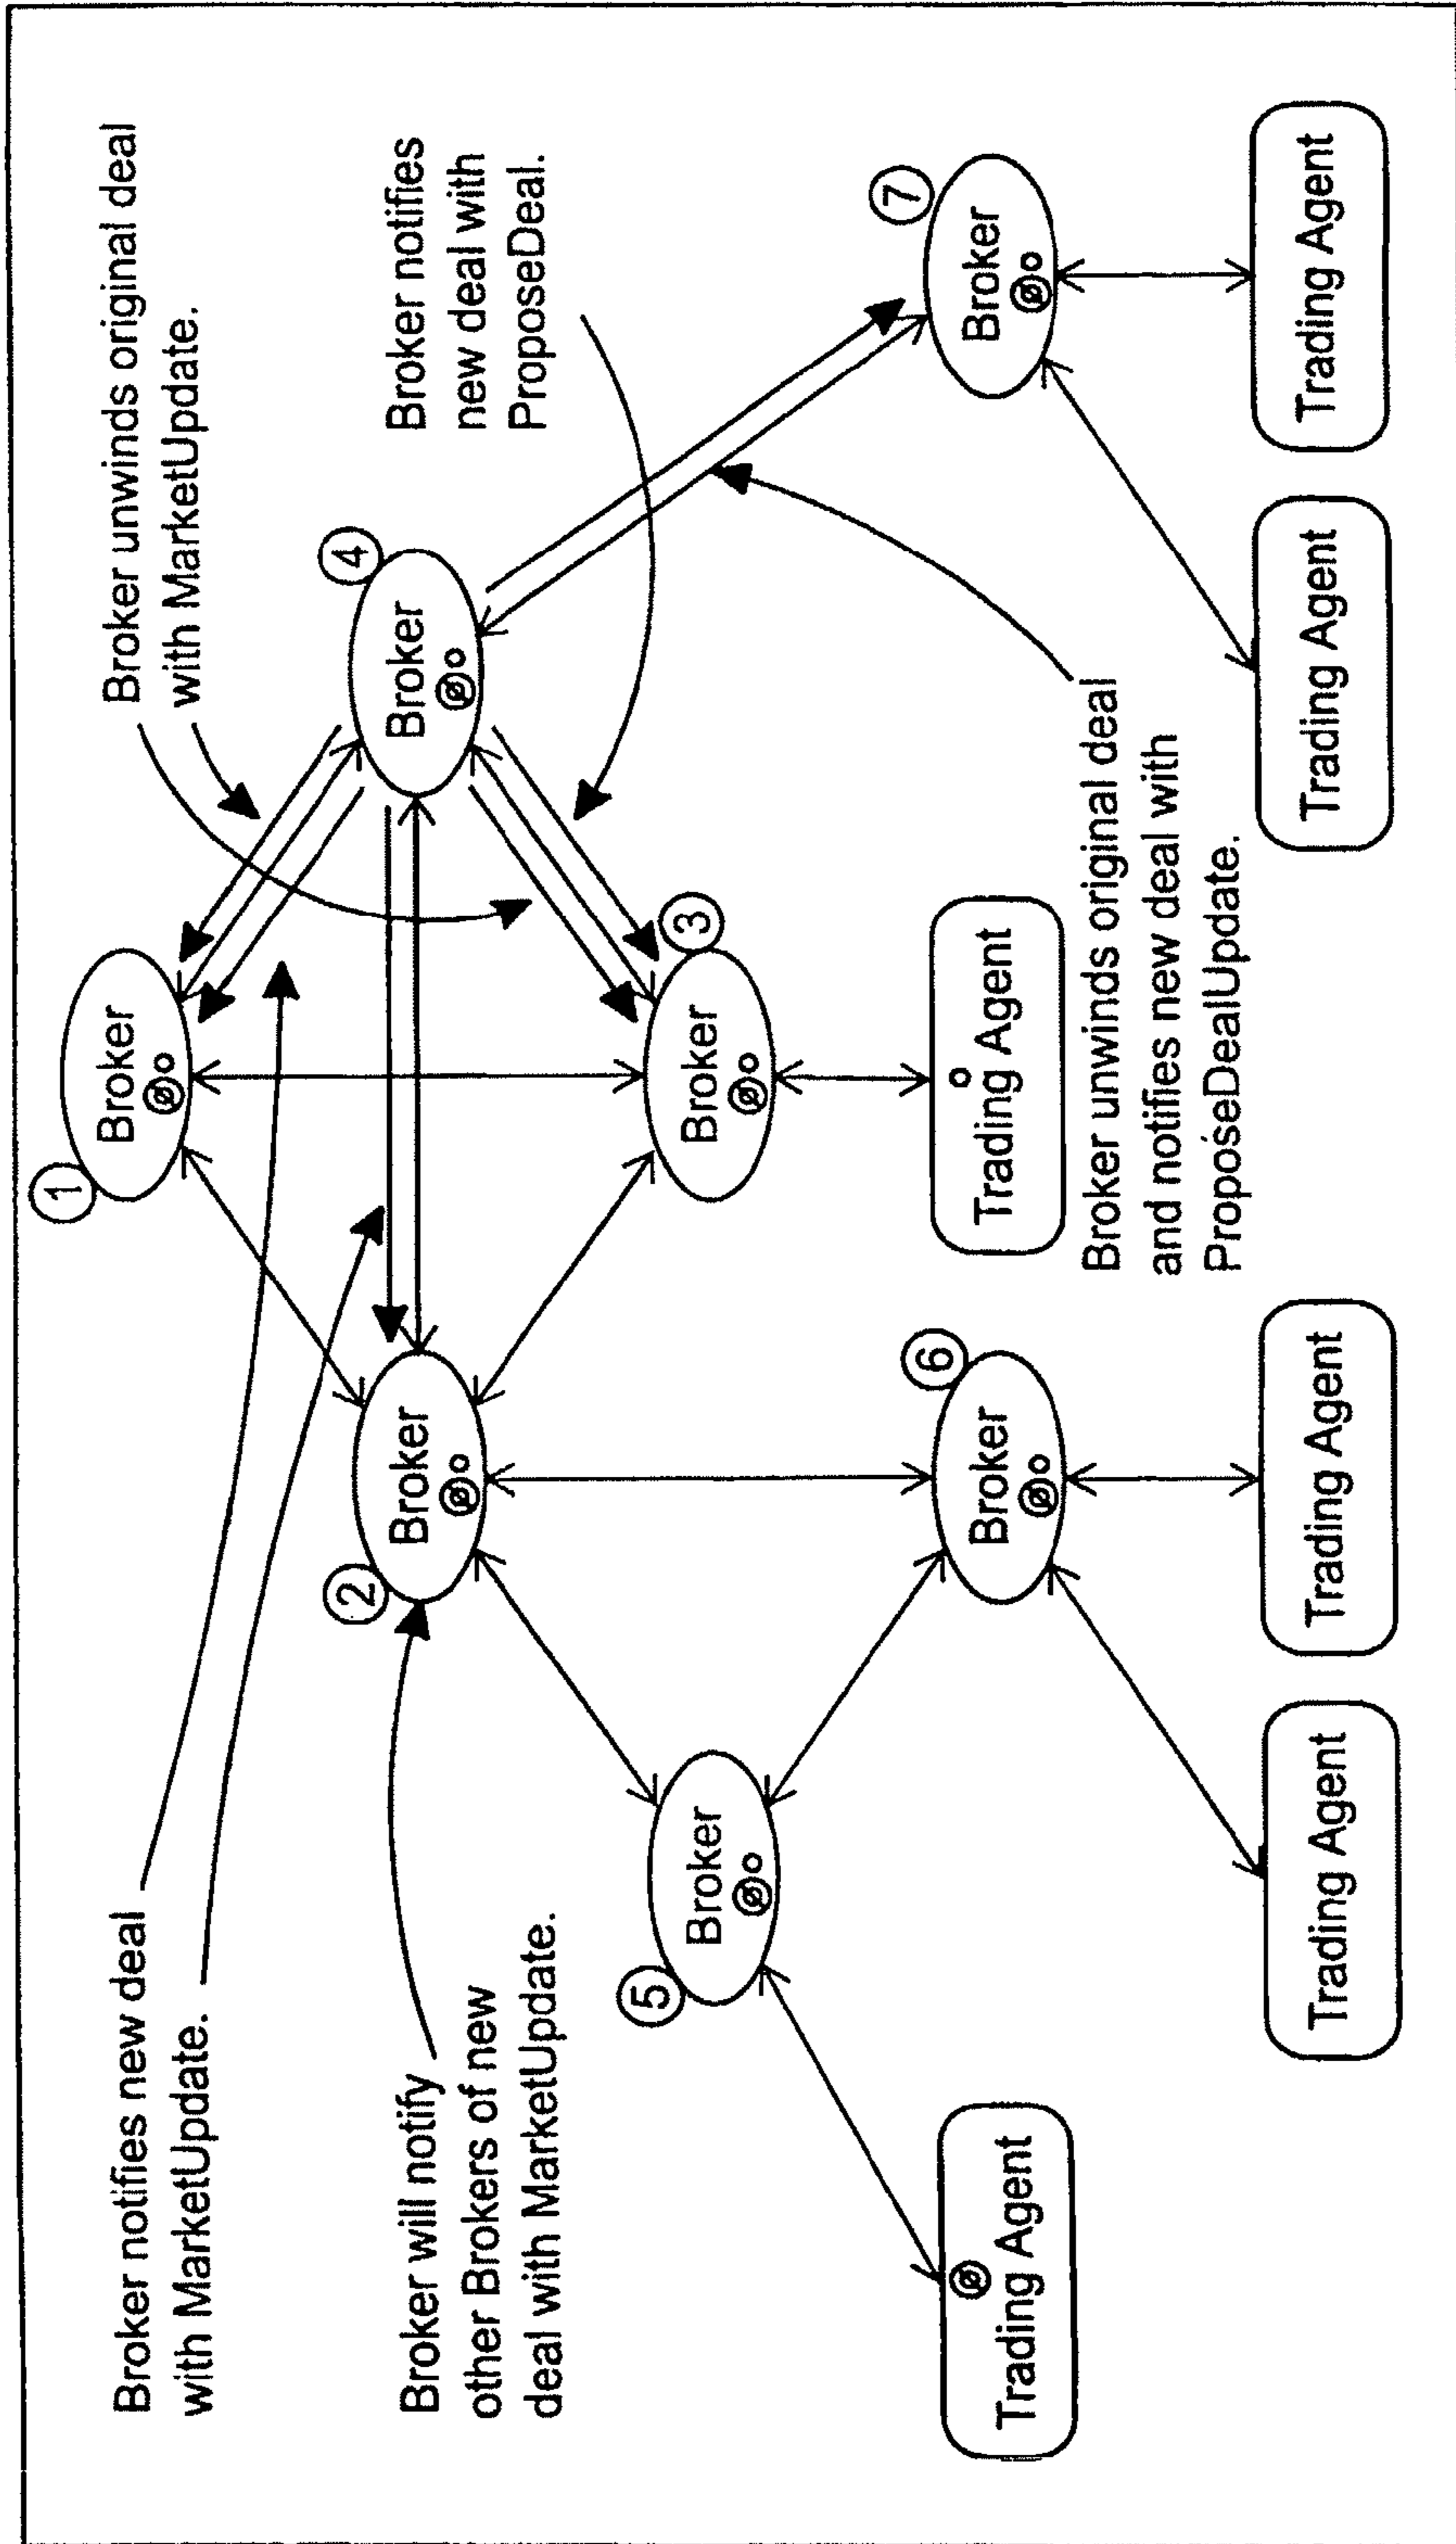 Broker notifies new deal
with MarketUpdate.
1
Broker
Broker unwinds original deal
with MarketUpdate.
Broker will notify
other Brokers of new
deal with MarketUpdate.
2
Broker
4
Broker
Broker notifies
new deal with
ProposeDeal.
5
Broker
3
Broker
Trading Agent
6
Broker
Trading Agent
7
Broker
Broker unwinds original deal
and notifies new deal with
ProposeDealUpdate.
Trading Agent
Trading Agent
Trading Agent
Trading Agent